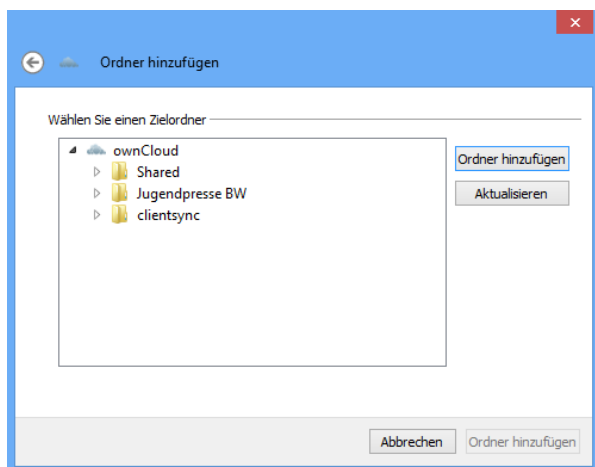 Ordner hinzufügen
Wählen Sie einen Zielordner
ownCloud
Shared
Jugendpresse BW
clientsync
Ordner hinzufügen
Aktualisieren
Abbrechen
Ordner hinzufügen